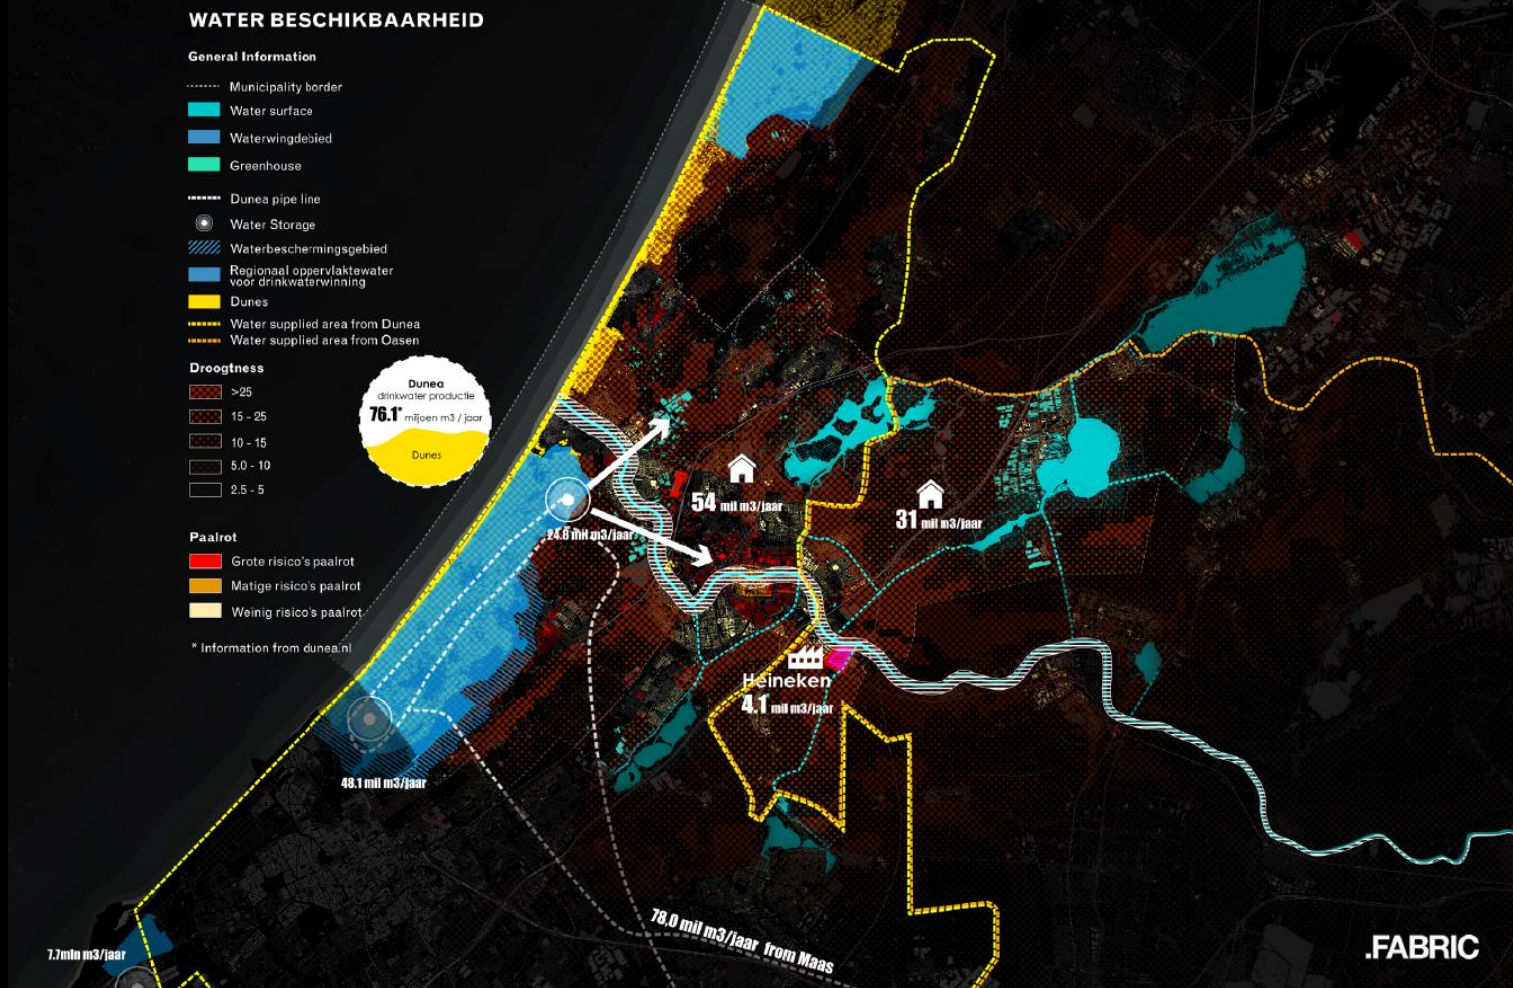 WATER BESCHIKBAARHEID
General Information
Municipality border
Water surface
Waterwingdebied
Greenhouse
Dunea pipe line
Water Storage
Waterbeschermingsgebied
Regionaal oppervlaktewater
voor drinkwaterwinning
Dunes
Water supplied area from Dunea
Water supplied area from Oasen
Droogtness
>25
15 - 25
10 - 15
5.0 - 10
2.5 - 5
Paalrot
Grote risico's paalrot
Matige risico's paalrot
Weinig risico's paalrot
* Information from dunea.nl
Dunea
drinkwater productie
76.1* miljoen m3 / jaar
Dunes
54 mil m3/jaar
31 mil m3/jaar
24.8 mil m3/jaar
Heineken
4.1 mil m3/jaar
48.1 mil m3/jaar
78,0 mil m3/jaar from Maas
7.7mln m3/jaar
.FABRIC